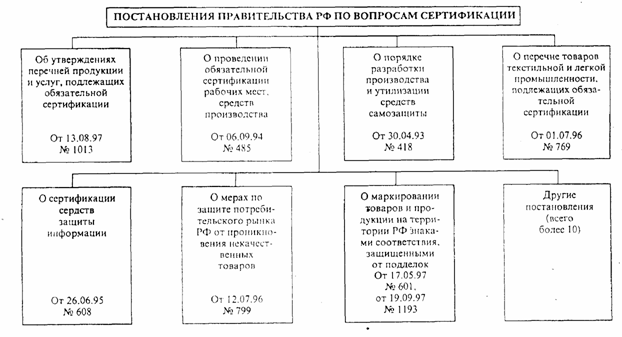 ПОСТАНОВЛЕНИЯ ПРАВИТЕЛЬСТВА РФ ПО ВОПРОСАМ СЕРТИФИКАЦИИ
Об утверждениях
перечней продукции
и услуг, подлежащих
обязательной
сертификации
От 13.08.97
№ 1013
О проведении
обязательной
сертификации
рабочих мест,
средств
производства
От 06.09.94
№ 485
О порядке
разработки
производства
и утилизации
средств
самозащиты
От 30.04.93
№ 418
О перечне товаров
текстильной и легкой
промышленности,
подлежащих обяза-
тельной
сертификации
От 01.07.96
№ 769
О сертификации
сердств
защиты
информации
От 26.06.95
№ 608
О мерах по
защите потреби-
тельского рынка
РФ от проникно-
вения некачест-
венных
товаров
От 12.07.96
№ 799
О маркировании
товаров и про-
дукции на терри-
тории РФ знака-
ми соответствия,
защищенными
от подделок
От 17.05.97
№ 601,
от 19.09.97
№ 1193
Другие
постановления
(всего
более 10)